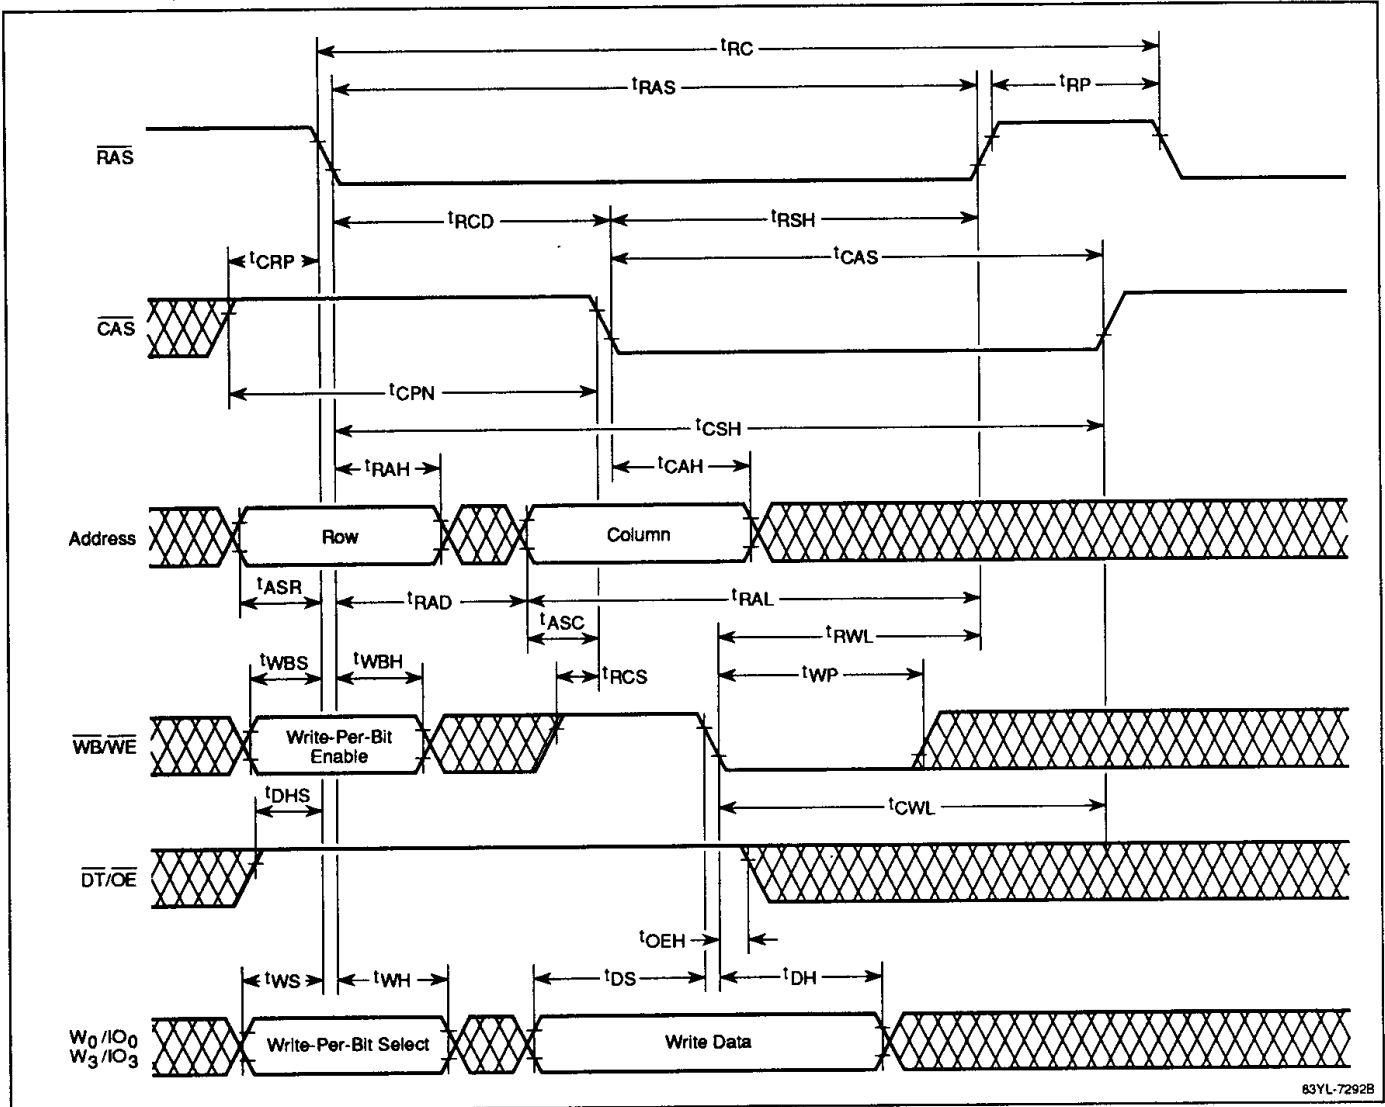 tRC
tRAS
tRP
RAS
tRCD
tRSH
tCRP
tCAS
CAS
tCPN
tCSH
tRAH
tCAH
Address
Row
Column
tASR
tRAD
tRAL
tASC
tRWL
tWBS
tWBH
tRCS
tWP
WB/WE
Write-Per-Bit
Enable
tDHS
tCWL
DT/OE
tOEH
tWS
tWH
tDS
tDH
W0/IO0
W3/IO3
Write-Per-Bit Select
Write Data
83YL-7292B